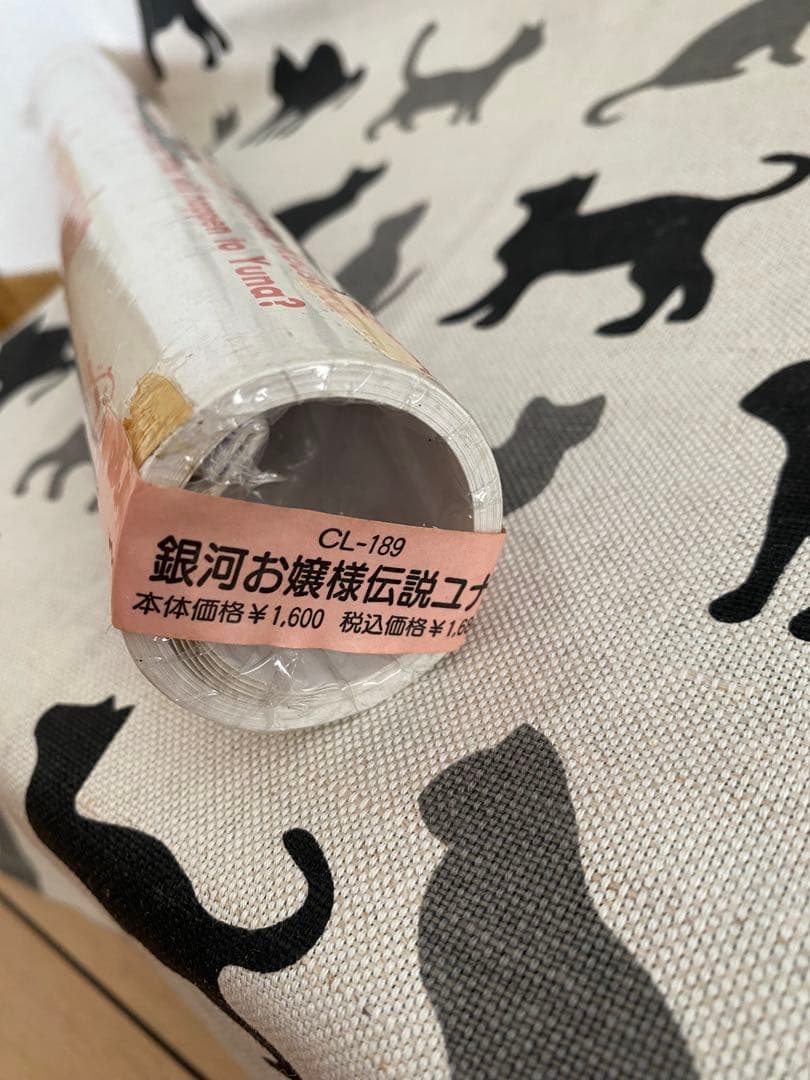 happen to Yuna?
CL-189
銀河お嬢様伝説ユナ
本体価格¥1,600 税込価格¥1,6